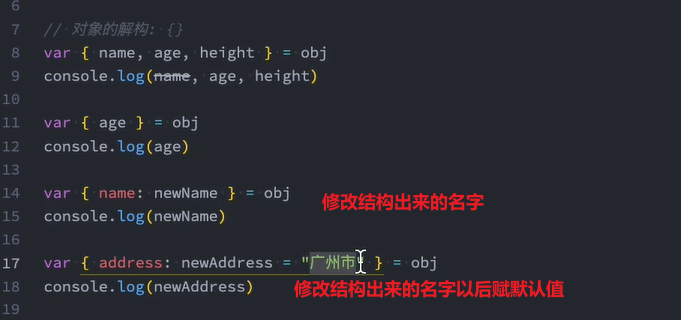 6
7 // 对象的解构: {}
8 var { name, age, height } = obj
9 console.log(name, age, height)
10
11 var { age } = obj
12 console.log(age)
13
14 var { name: newName } = obj
修改结构出来的名字
15 console.log(newName)
16
17 var { address: newAddress = "广州市" } = obj
18 console.log(newAddress)
修改结构出来的名字以后赋默认值
19